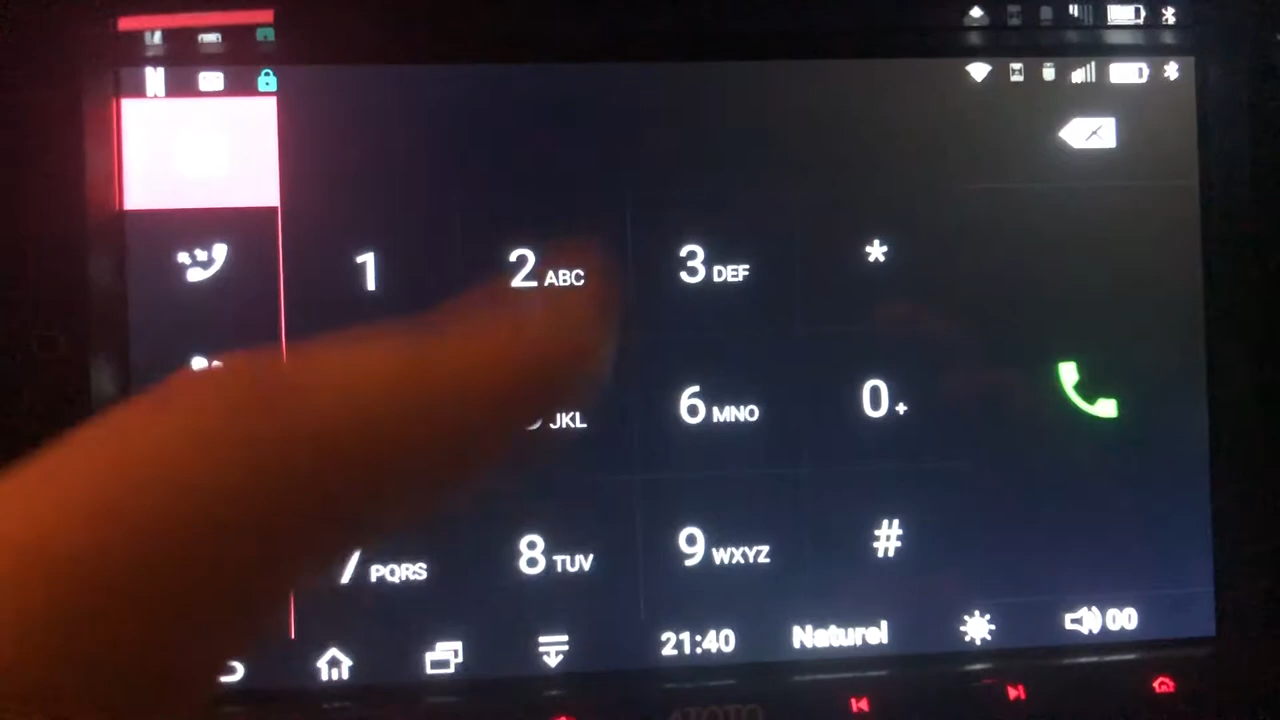 N
1 2 ABC 3 DEF *
JKL 6 MNO 0 +
PQRS 8 TUV 9 WXYZ #
21:40 Naturel 00